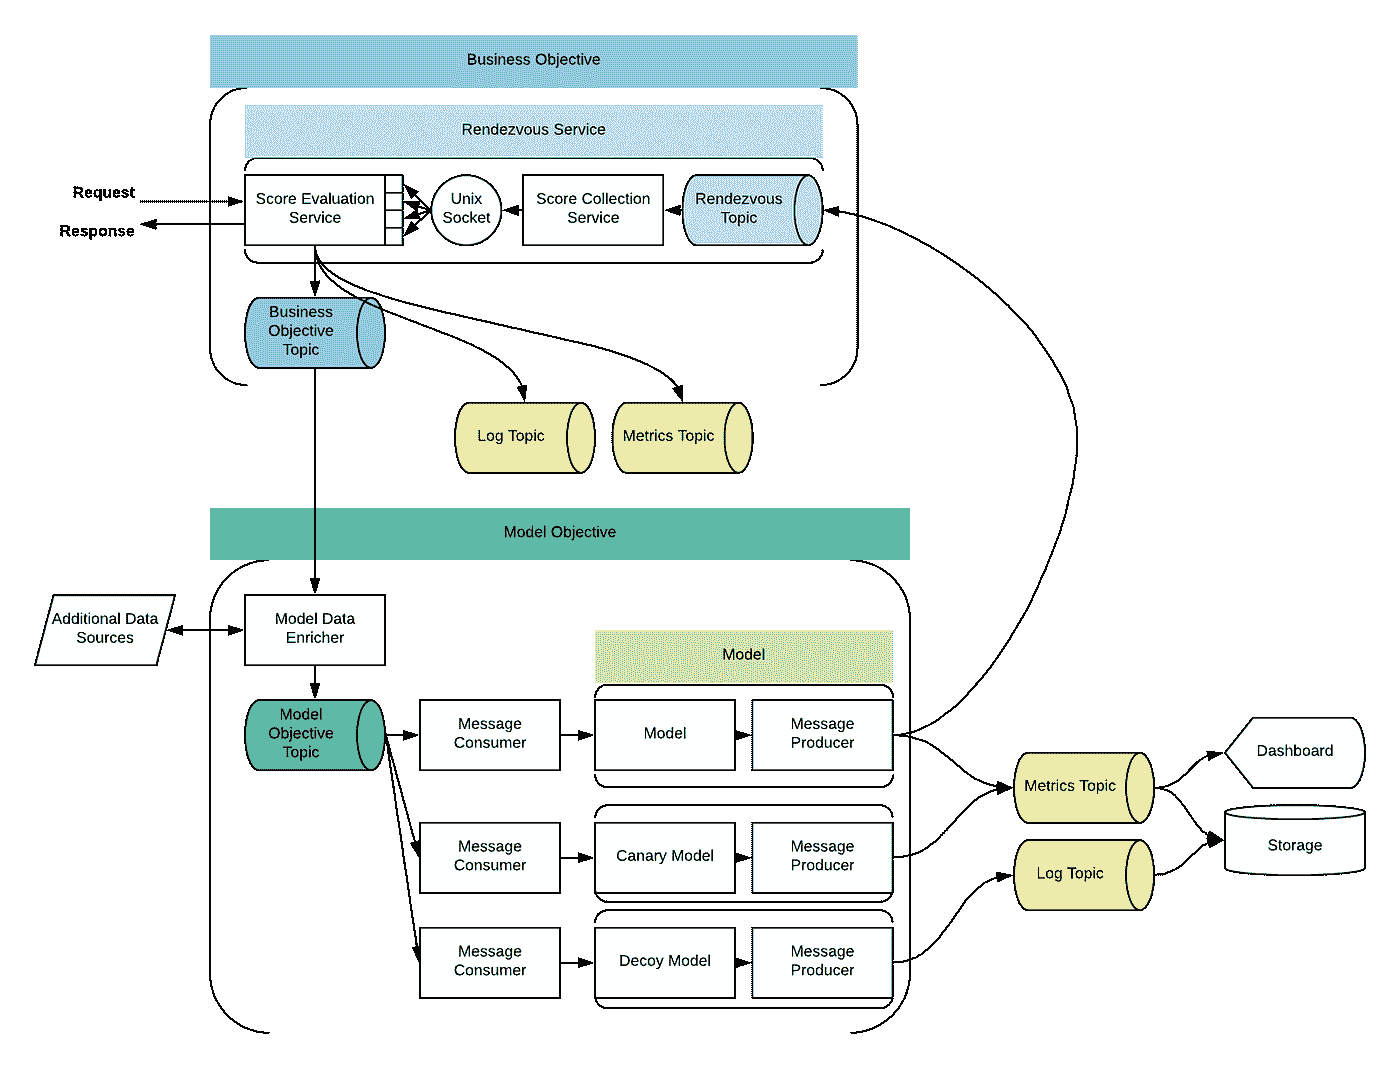 Business Objective
Rendezvous Service
Request
Response
Score Evaluation
Service
Unix
Socket
Score Collection
Service
Rendezvous
Topic
Business
Objective
Topic
Log Topic
Metrics Topic
Model Objective
Additional Data
Sources
Model Data
Enricher
Model
Model
Objective
Topic
Message
Consumer
Model
Message
Producer
Message
Consumer
Canary Model
Message
Producer
Message
Consumer
Decoy Model
Message
Producer
Metrics Topic
Log Topic
Dashboard
Storage